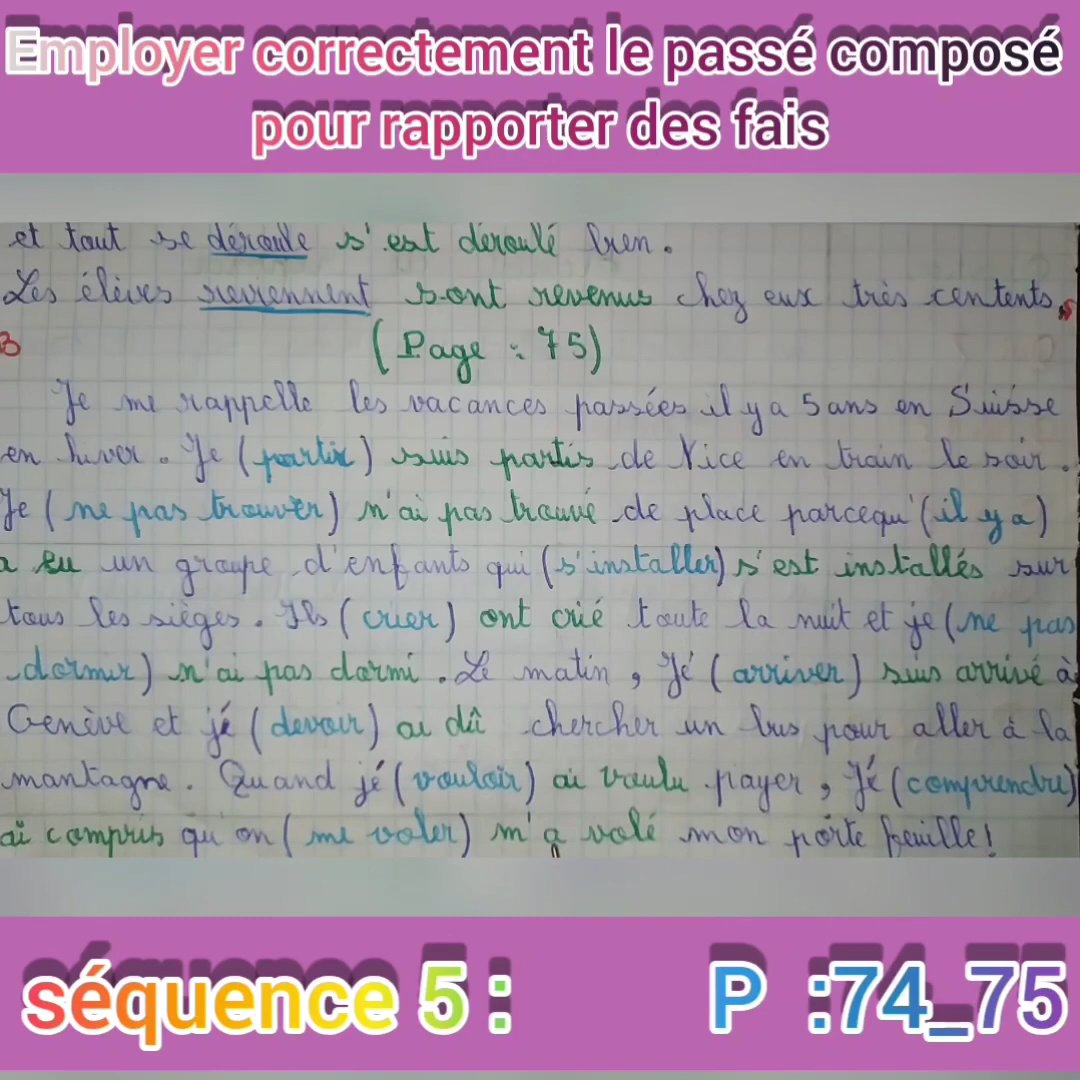 Employer correctement le passé composé
pour rapporter des fais
et tout se déroule s'est déroulé bien.
Les élèves reviennent sont revenus chez eux très contents.
B
(Page : 75)
Je me rappelle les vacances passées il y a 5 ans en Suisse
en hiver. Je (partir) suis partis de Nice en train le soir.
Je (ne pas trouver) n'ai pas trouvé de place parcequ'(il y a)
a eu un groupe d'enfants qui (s'installer) s'est installés sur
tous les sièges. Ils (crier) ont crié toute la nuit et je (ne pas
dormir) n'ai pas dormi. Le matin, Jé (arriver) suis arrivé à
Genève et jé (devoir) ai dû chercher un bus pour aller à la
montagne. Quand jé (vouloir) ai voulu payer, Jé (comprendre)
ai compris qu'on (me voler) m'a volé mon porte feuille!
séquence 5 : P :74_75